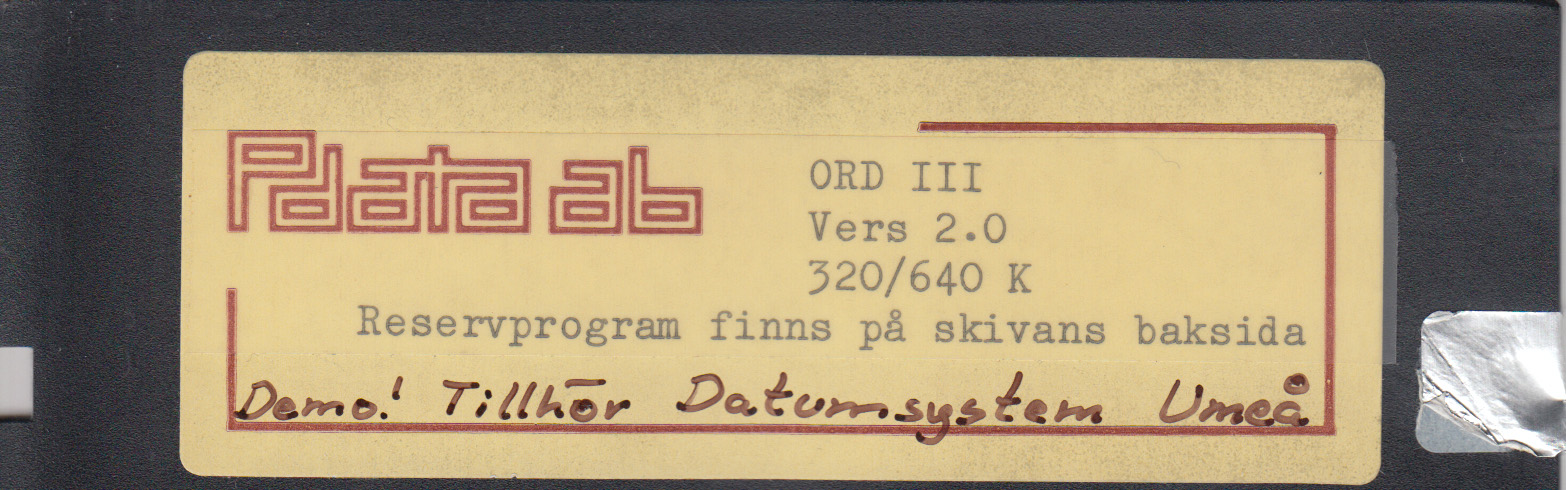 Pdata ab
ORD III
Vers 2.0
320/640 K
Reservprogram finns på skivans baksida
Demo! Tillhör Datumsystem Umeå